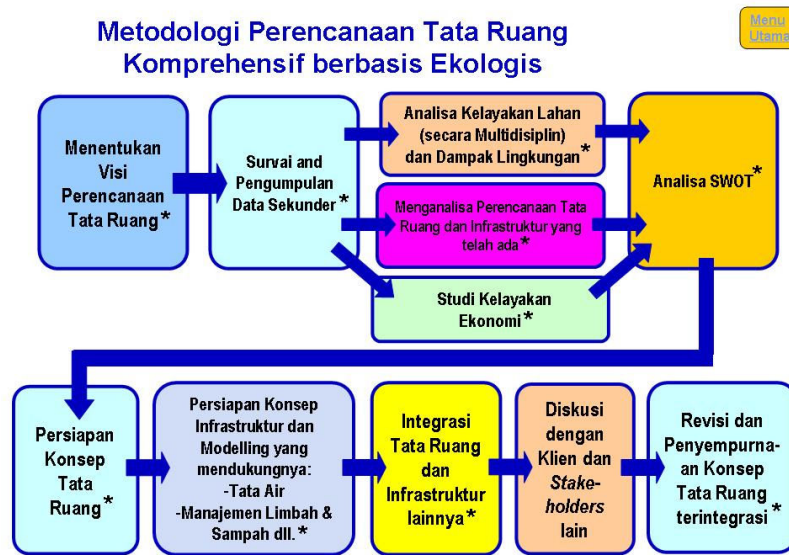 Metodologi Perencanaan Tata Ruang
Komprehensif berbasis Ekologis
Menu
Utama
Menentukan
Visi
Perencanaan
Tata Ruang*
Survai and
Pengumpulan
Data Sekunder*
Analisa Kelayakan Lahan
(secara Multidisiplin)
dan Dampak Lingkungan*
Menganalisa Perencanaan Tata
Ruang dan Infrastruktur yang
telah ada*
Studi Kelayakan
Ekonomi*
Analisa SWOT*
Persiapan
Konsep
Tata
Ruang*
Persiapan Konsep
Infrastruktur dan
Modelling yang
mendukungnya:
-Tata Air
-Manajemen Limbah &
Sampah dll.*
Integrasi
Tata Ruang
dan
Infrastruktur
lainnya*
Diskusi
dengan
Klien dan
Stake-
holders
lain
Revisi dan
Penyempurna-
an Konsep
Tata Ruang
terintegrasi*